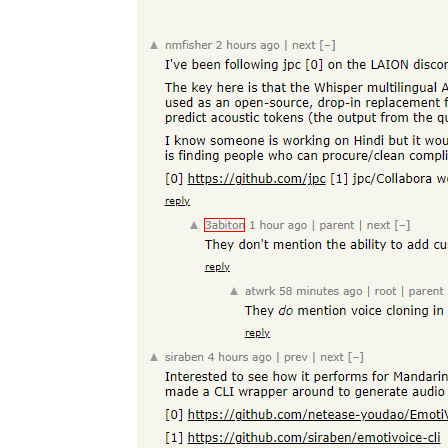 ▲ nmfisher 2 hours ago | next [–]
I've been following jpc [0] on the LAION discor
The key here is that the Whisper multilingual A
used as an open-source, drop-in replacement f
predict acoustic tokens (the output from the qu
I know someone is working on Hindi but it wou
is finding people who can procure/clean compli
[0] https://github.com/jpc [1] jpc/Collabora w
reply
▲ 3abiton 1 hour ago | parent | next [–]
They don't mention the ability to add cu
reply
▲ atwrk 58 minutes ago | root | parent
They do mention voice cloning in
reply
▲ siraben 4 hours ago | prev | next [–]
Interested to see how it performs for Mandarin
made a CLI wrapper around to generate audio
[0] https://github.com/netease-youdao/EmotiV
[1] https://github.com/siraben/emotivoice-cli